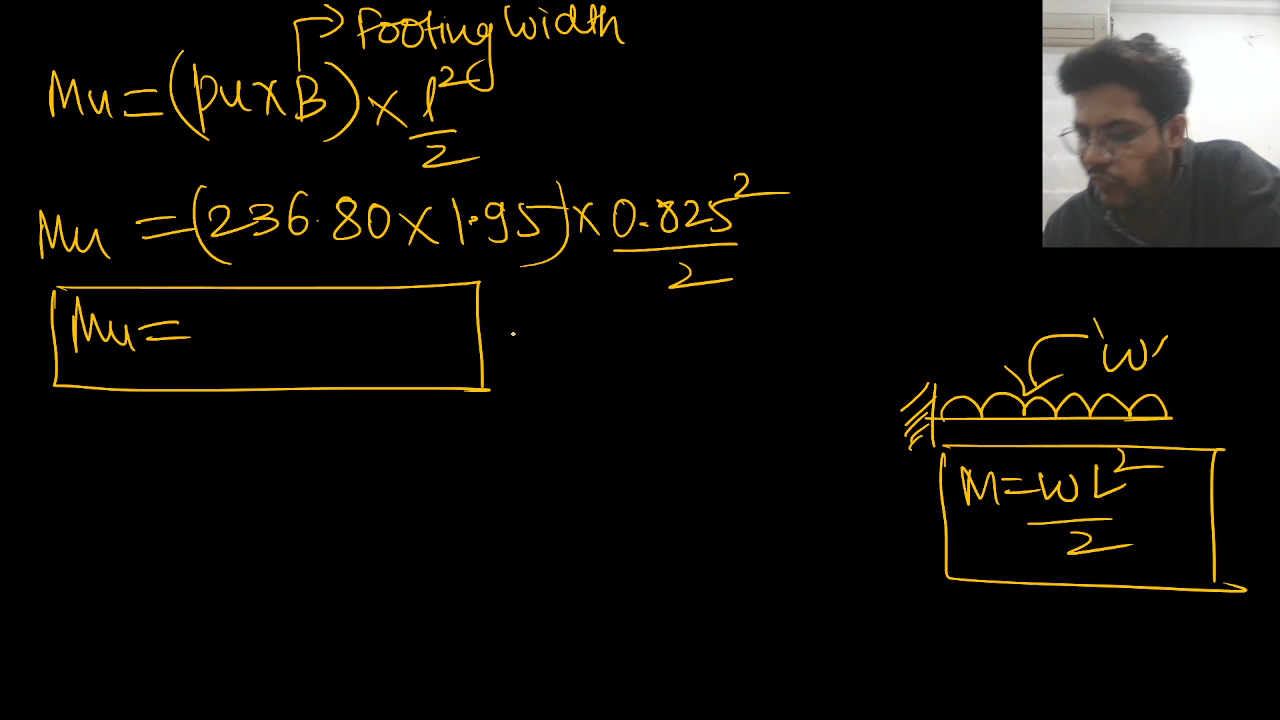 footing width
Mu = (pu x B) x l²/2
Mu = (236.80 x 1.95) x 0.825²/2
Mu =
'w'
M = wL²/2